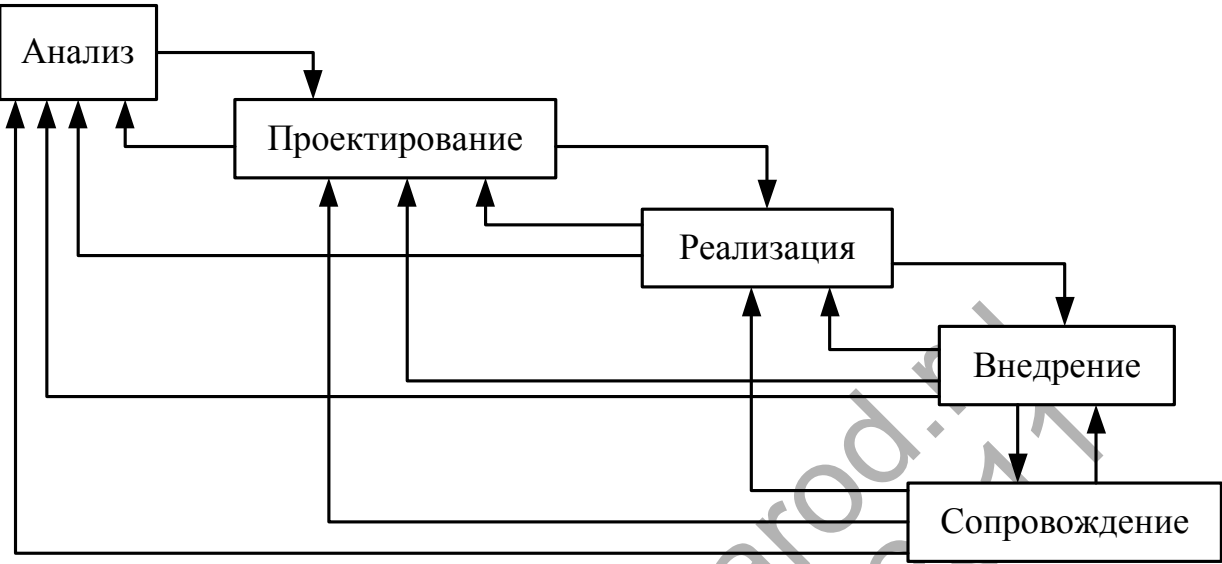 Анализ
Проектирование
Реализация
Внедрение
Сопровождение